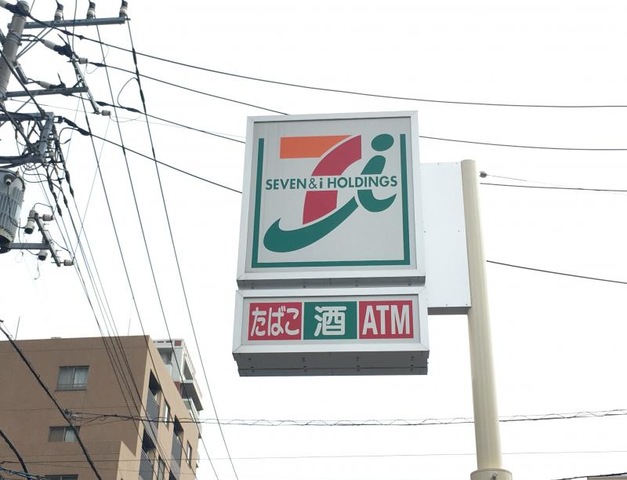 SEVEN & i HOLDINGS
たばこ 酒 ATM